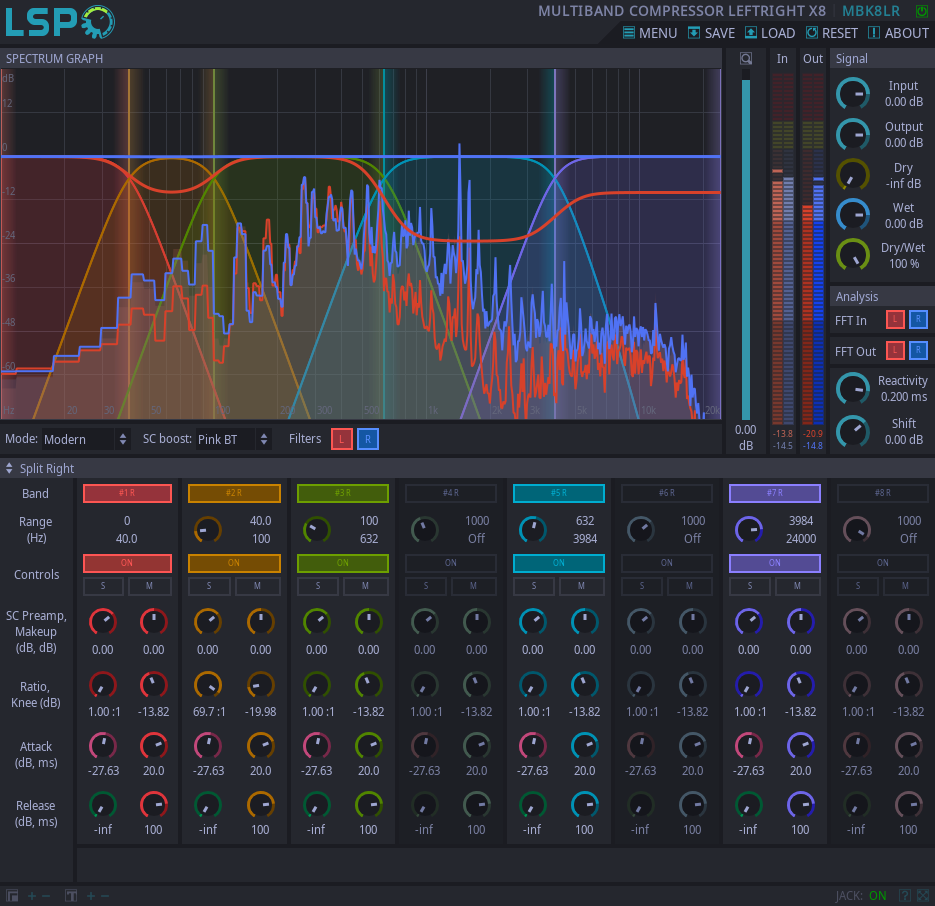 LSP
MULTIBAND COMPRESSOR LEFTRIGHT X8 MBK8LR
MENU SAVE LOAD RESET ABOUT
SPECTRUM GRAPH
In Out
Signal
dB
12
0
-12
-24
-36
-48
-60
Hz 20 30 50 200 300 500 1k 2k 3k 5k 10k 20k
0.00
dB
-13.8 -20.9
-14.5 -14.8
Input
0.00 dB
Output
0.00 dB
Dry
-inf dB
Wet
0.00 dB
Dry/Wet
100 %
Analysis
FFT In L R
FFT Out L R
Reactivity
0.200 ms
Shift
0.00 dB
Mode: Modern SC boost: Pink BT Filters L R
Split Right
Band #1 R #2 R #3 R #4 R #5 R #6 R #7 R #8 R
Range 0 40.0 100 1000 632 1000 3984 1000
(Hz) 40.0 100 632 Off 3984 Off 24000 Off
Controls ON ON ON ON ON ON ON ON
S M S M S M S M S M S M S M S M
SC Preamp,
Makeup
(dB, dB) 0.00 0.00 0.00 0.00 0.00 0.00 0.00 0.00 0.00 0.00 0.00 0.00 0.00 0.00 0.00 0.00
Ratio,
Knee (dB) 1.00 :1 -13.82 69.7 :1 -19.98 1.00 :1 -13.82 1.00 :1 -13.82 1.00 :1 -13.82 1.00 :1 -13.82 1.00 :1 -13.82 1.00 :1 -13.82
Attack
(dB, ms) -27.63 20.0 -27.63 20.0 -27.63 20.0 -27.63 20.0 -27.63 20.0 -27.63 20.0 -27.63 20.0 -27.63 20.0
Release
(dB, ms) -inf 100 -inf 100 -inf 100 -inf 100 -inf 100 -inf 100 -inf 100 -inf 100
JACK: ON